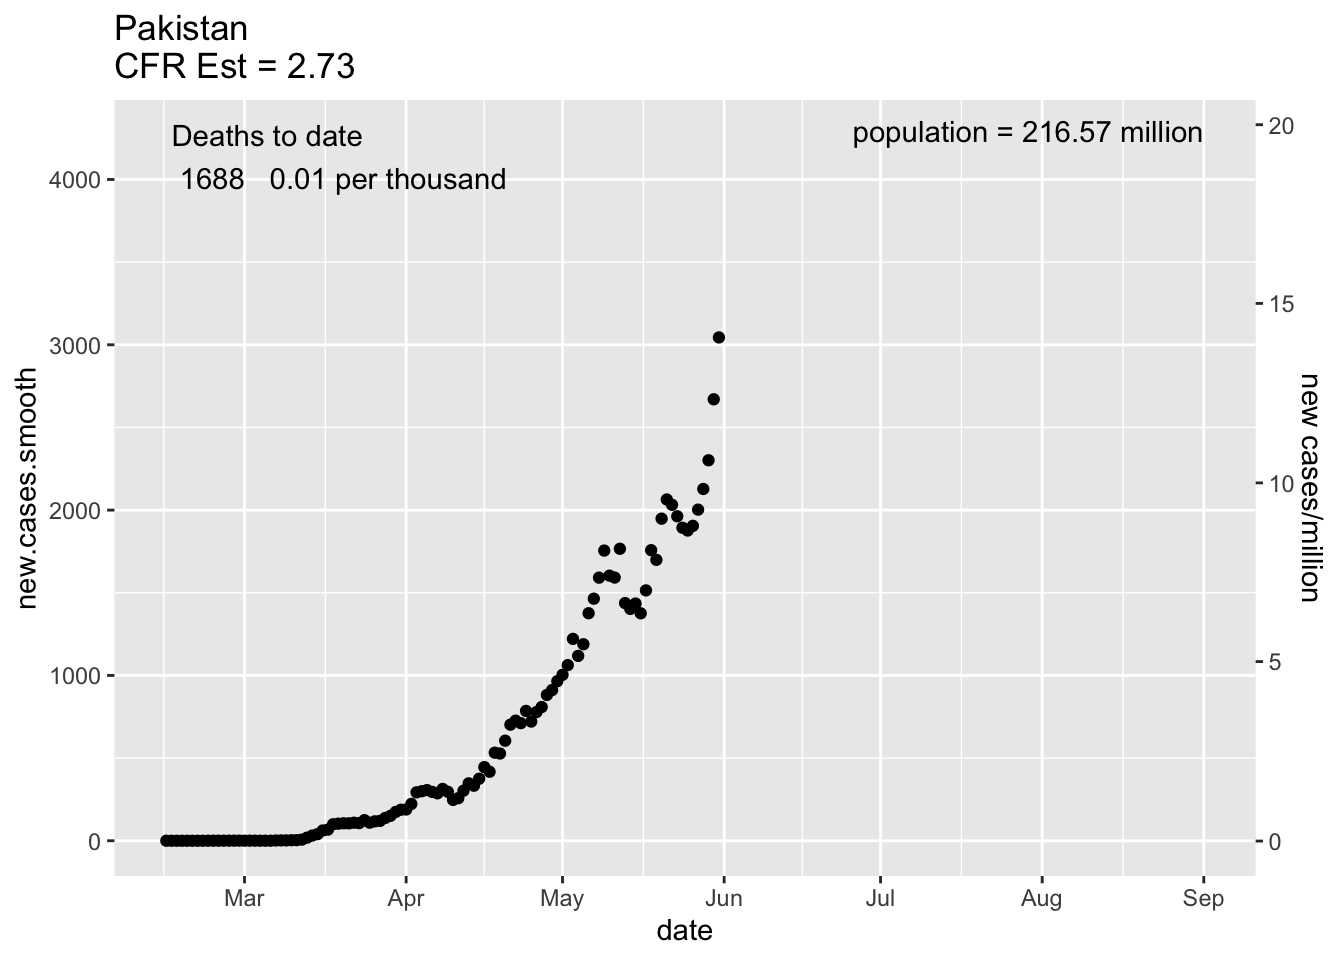 Pakistan
CFR Est = 2.73
Deaths to date
1688 0.01 per thousand
population = 216.57 million
new.cases.smooth
4000
3000
2000
1000
0
20
15
10
5
0
new cases/million
Mar Apr May Jun Jul Aug Sep
date